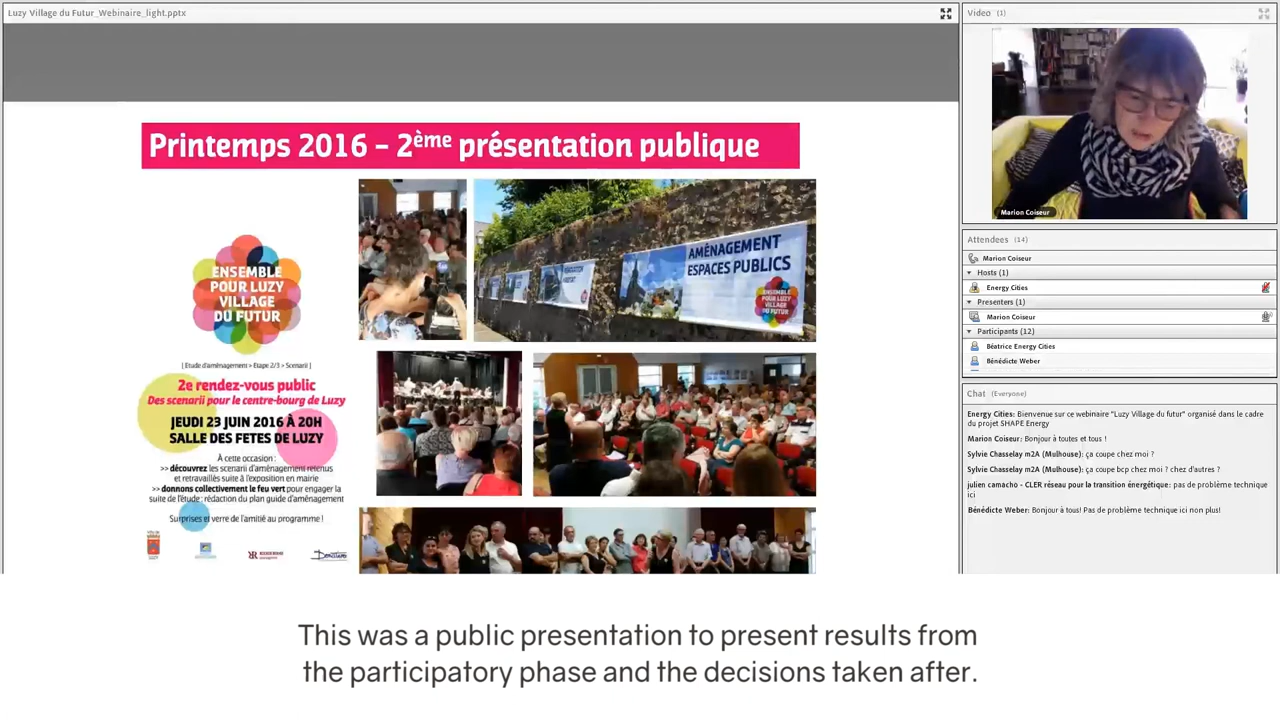 Luzy Village du Futur_Webinaire_light.pptx
Printemps 2016 – 2ème présentation publique
ENSEMBLE
POUR LUZY
VILLAGE
DU FUTUR
[ Etude d'aménagement > Etape 2/3 > Scenarii ]
2e rendez-vous public
Des scenarii pour le centre-bourg de Luzy
JEUDI 23 JUIN 2016 À 20H
SALLE DES FETES DE LUZY
À cette occasion :
>> découvrez les scenarii d'aménagement retenus
et retravaillés suite à l'exposition en mairie
>> donnons collectivement le feu vert pour engager la
suite de l'étude : rédaction du plan guide d'aménagement
Surprises et verre de l'amitié au programme !
AMÉNAGEMENT
ESPACES PUBLICS
ENSEMBLE
POUR LUZY
VILLAGE
DU FUTUR
Video (1)
Marion Coiseur
Attendees (14)
Marion Coiseur
Hosts (1)
Energy Cities
Presenters (1)
Marion Coiseur
Participants (12)
Béatrice Energy Cities
Bénédicte Weber
Chat (Everyone)
Energy Cities: Bienvenue sur ce webinaire "Luzy Village du futur" organisé dans le cadre
du projet SHAPE Energy
Marion Coiseur: Bonjour à toutes et tous !
Sylvie Chasselay m2A (Mulhouse): ça coupe chez moi ?
Sylvie Chasselay m2A (Mulhouse): ça coupe bcp chez moi ? chez d'autres ?
julien camacho - CLER réseau pour la transition énergétique: pas de problème technique
ici
Bénédicte Weber: Bonjour à tous! Pas de problème technique ici non plus!
This was a public presentation to present results from
the participatory phase and the decisions taken after.